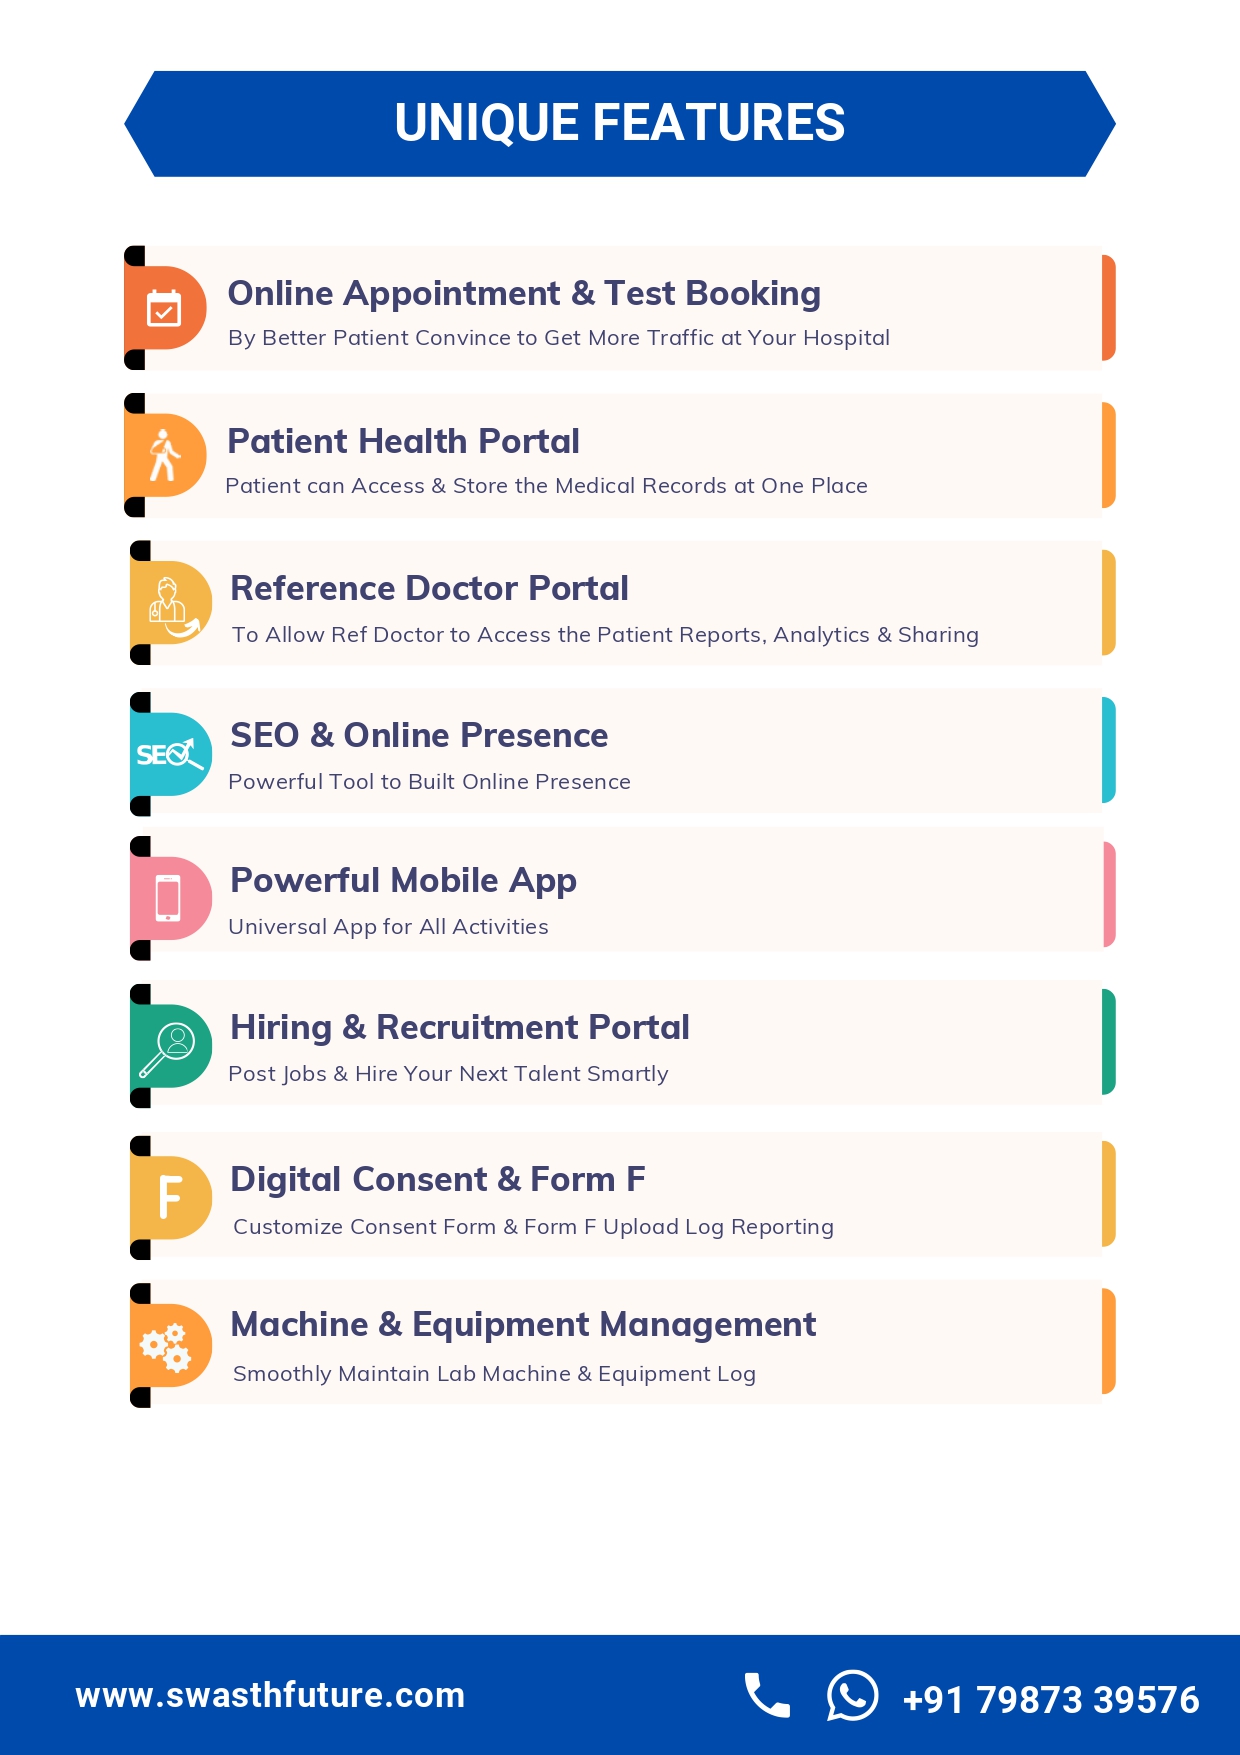 UNIQUE FEATURES
Online Appointment & Test Booking
By Better Patient Convince to Get More Traffic at Your Hospital
Patient Health Portal
Patient can Access & Store the Medical Records at One Place
Reference Doctor Portal
To Allow Ref Doctor to Access the Patient Reports, Analytics & Sharing
SEO
SEO & Online Presence
Powerful Tool to Built Online Presence
Powerful Mobile App
Universal App for All Activities
Hiring & Recruitment Portal
Post Jobs & Hire Your Next Talent Smartly
F
Digital Consent & Form F
Customize Consent Form & Form F Upload Log Reporting
Machine & Equipment Management
Smoothly Maintain Lab Machine & Equipment Log
www.swasthfuture.com
+91 79873 39576